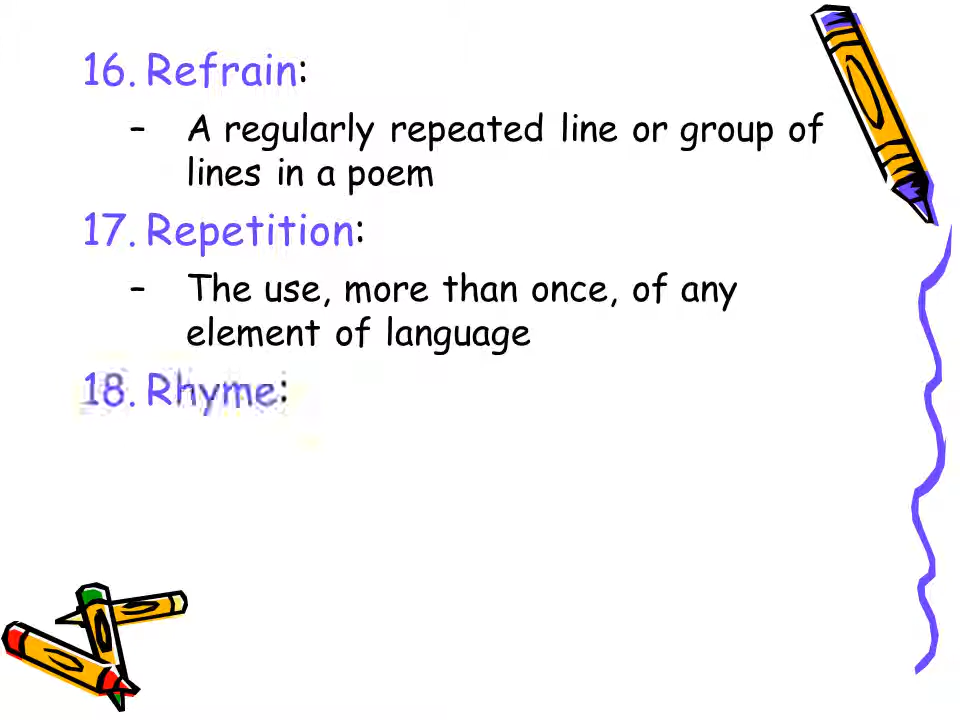 16. Refrain:
– A regularly repeated line or group of
lines in a poem
17. Repetition:
– The use, more than once, of any
element of language
18. Rhyme: